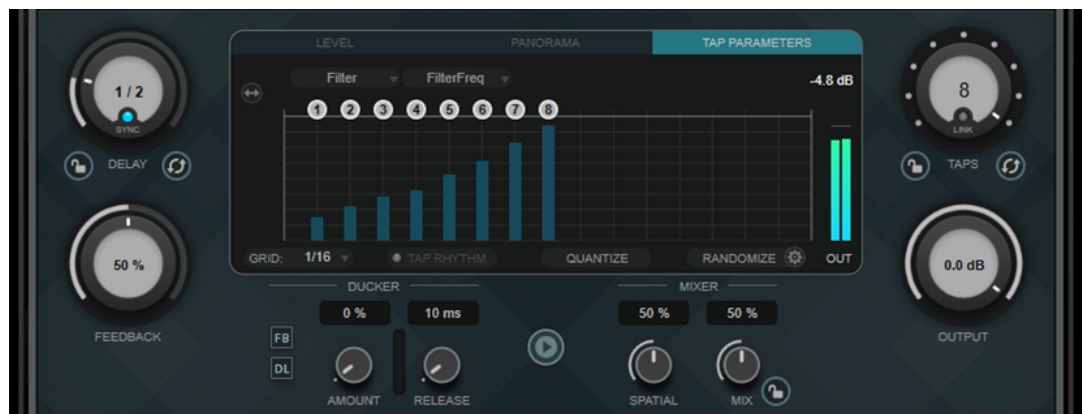 LEVEL PANORAMA TAP PARAMETERS
Filter FilterFreq -4.8 dB
1 2 3 4 5 6 7 8
1 / 2
SYNC
DELAY
8
LINK
TAPS
GRID: 1/16 TAP RHYTHM QUANTIZE RANDOMIZE OUT
50 %
FEEDBACK
0.0 dB
OUTPUT
DUCKER MIXER
0 % 10 ms 50 % 50 %
FB
DL
AMOUNT RELEASE SPATIAL MIX